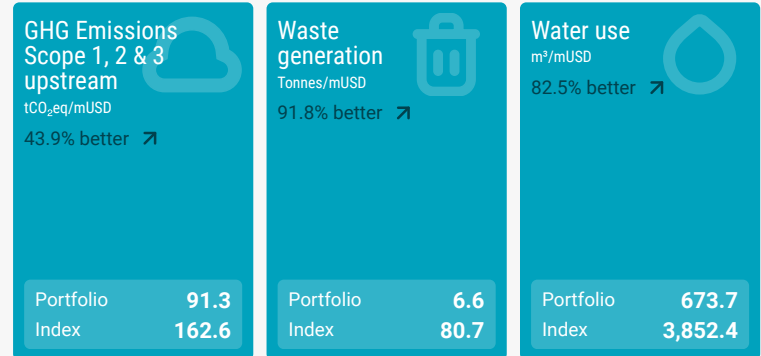 GHG Emissions
Scope 1, 2 & 3
upstream
tCO₂eq/mUSD
43.9% better
Portfolio 91.3
Index 162.6
Waste
generation
Tonnes/mUSD
91.8% better
Portfolio 6.6
Index 80.7
Water use
m³/mUSD
82.5% better
Portfolio 673.7
Index 3,852.4